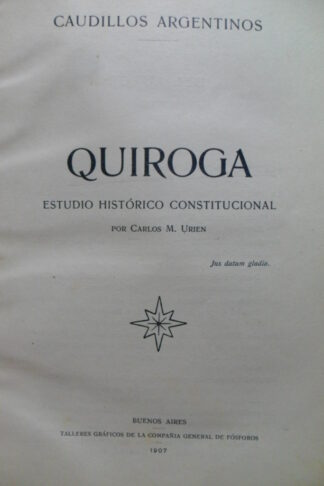 CAUDILLOS ARGENTINOS
QUIROGA
ESTUDIO HISTÓRICO CONSTITUCIONAL
POR CARLOS M. URIEN
Jus datum gladio.
BUENOS AIRES
TALLERES GRÁFICOS DE LA COMPAÑIA GENERAL DE FÓSFOROS
1907